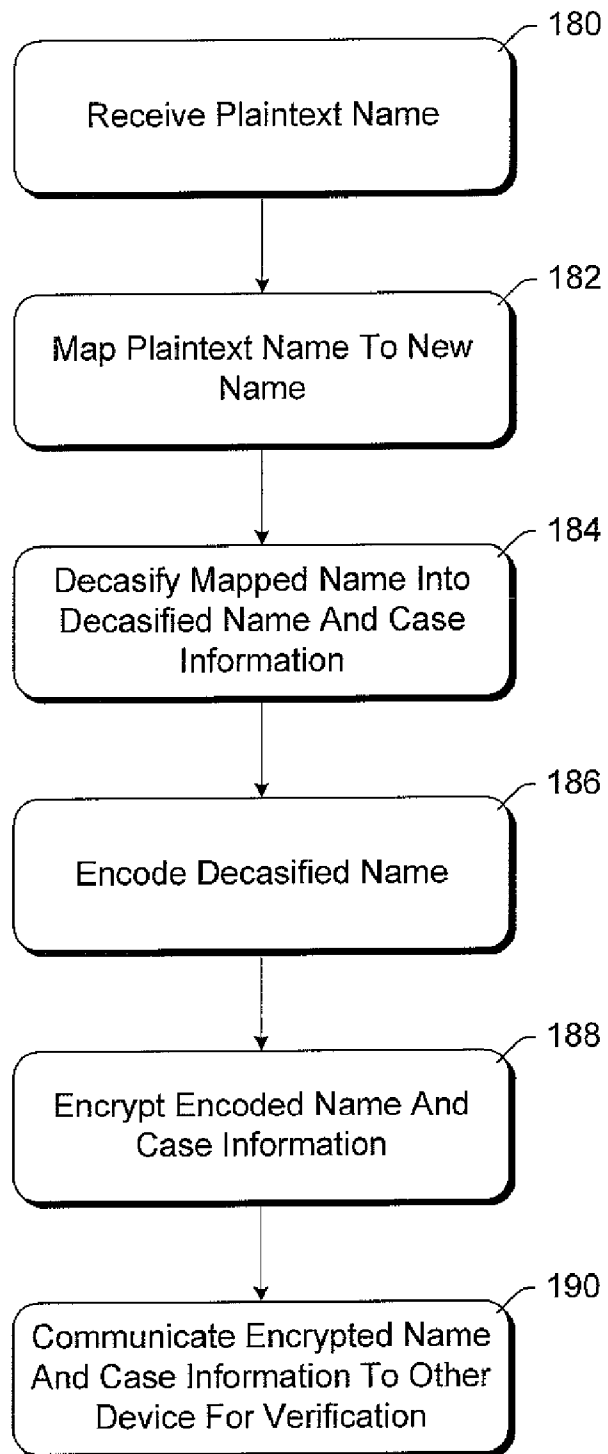 180
Receive Plaintext Name
182
Map Plaintext Name To New
Name
184
Decasify Mapped Name Into
Decasified Name And Case
Information
186
Encode Decasified Name
188
Encrypt Encoded Name And
Case Information
190
Communicate Encrypted Name
And Case Information To Other
Device For Verification